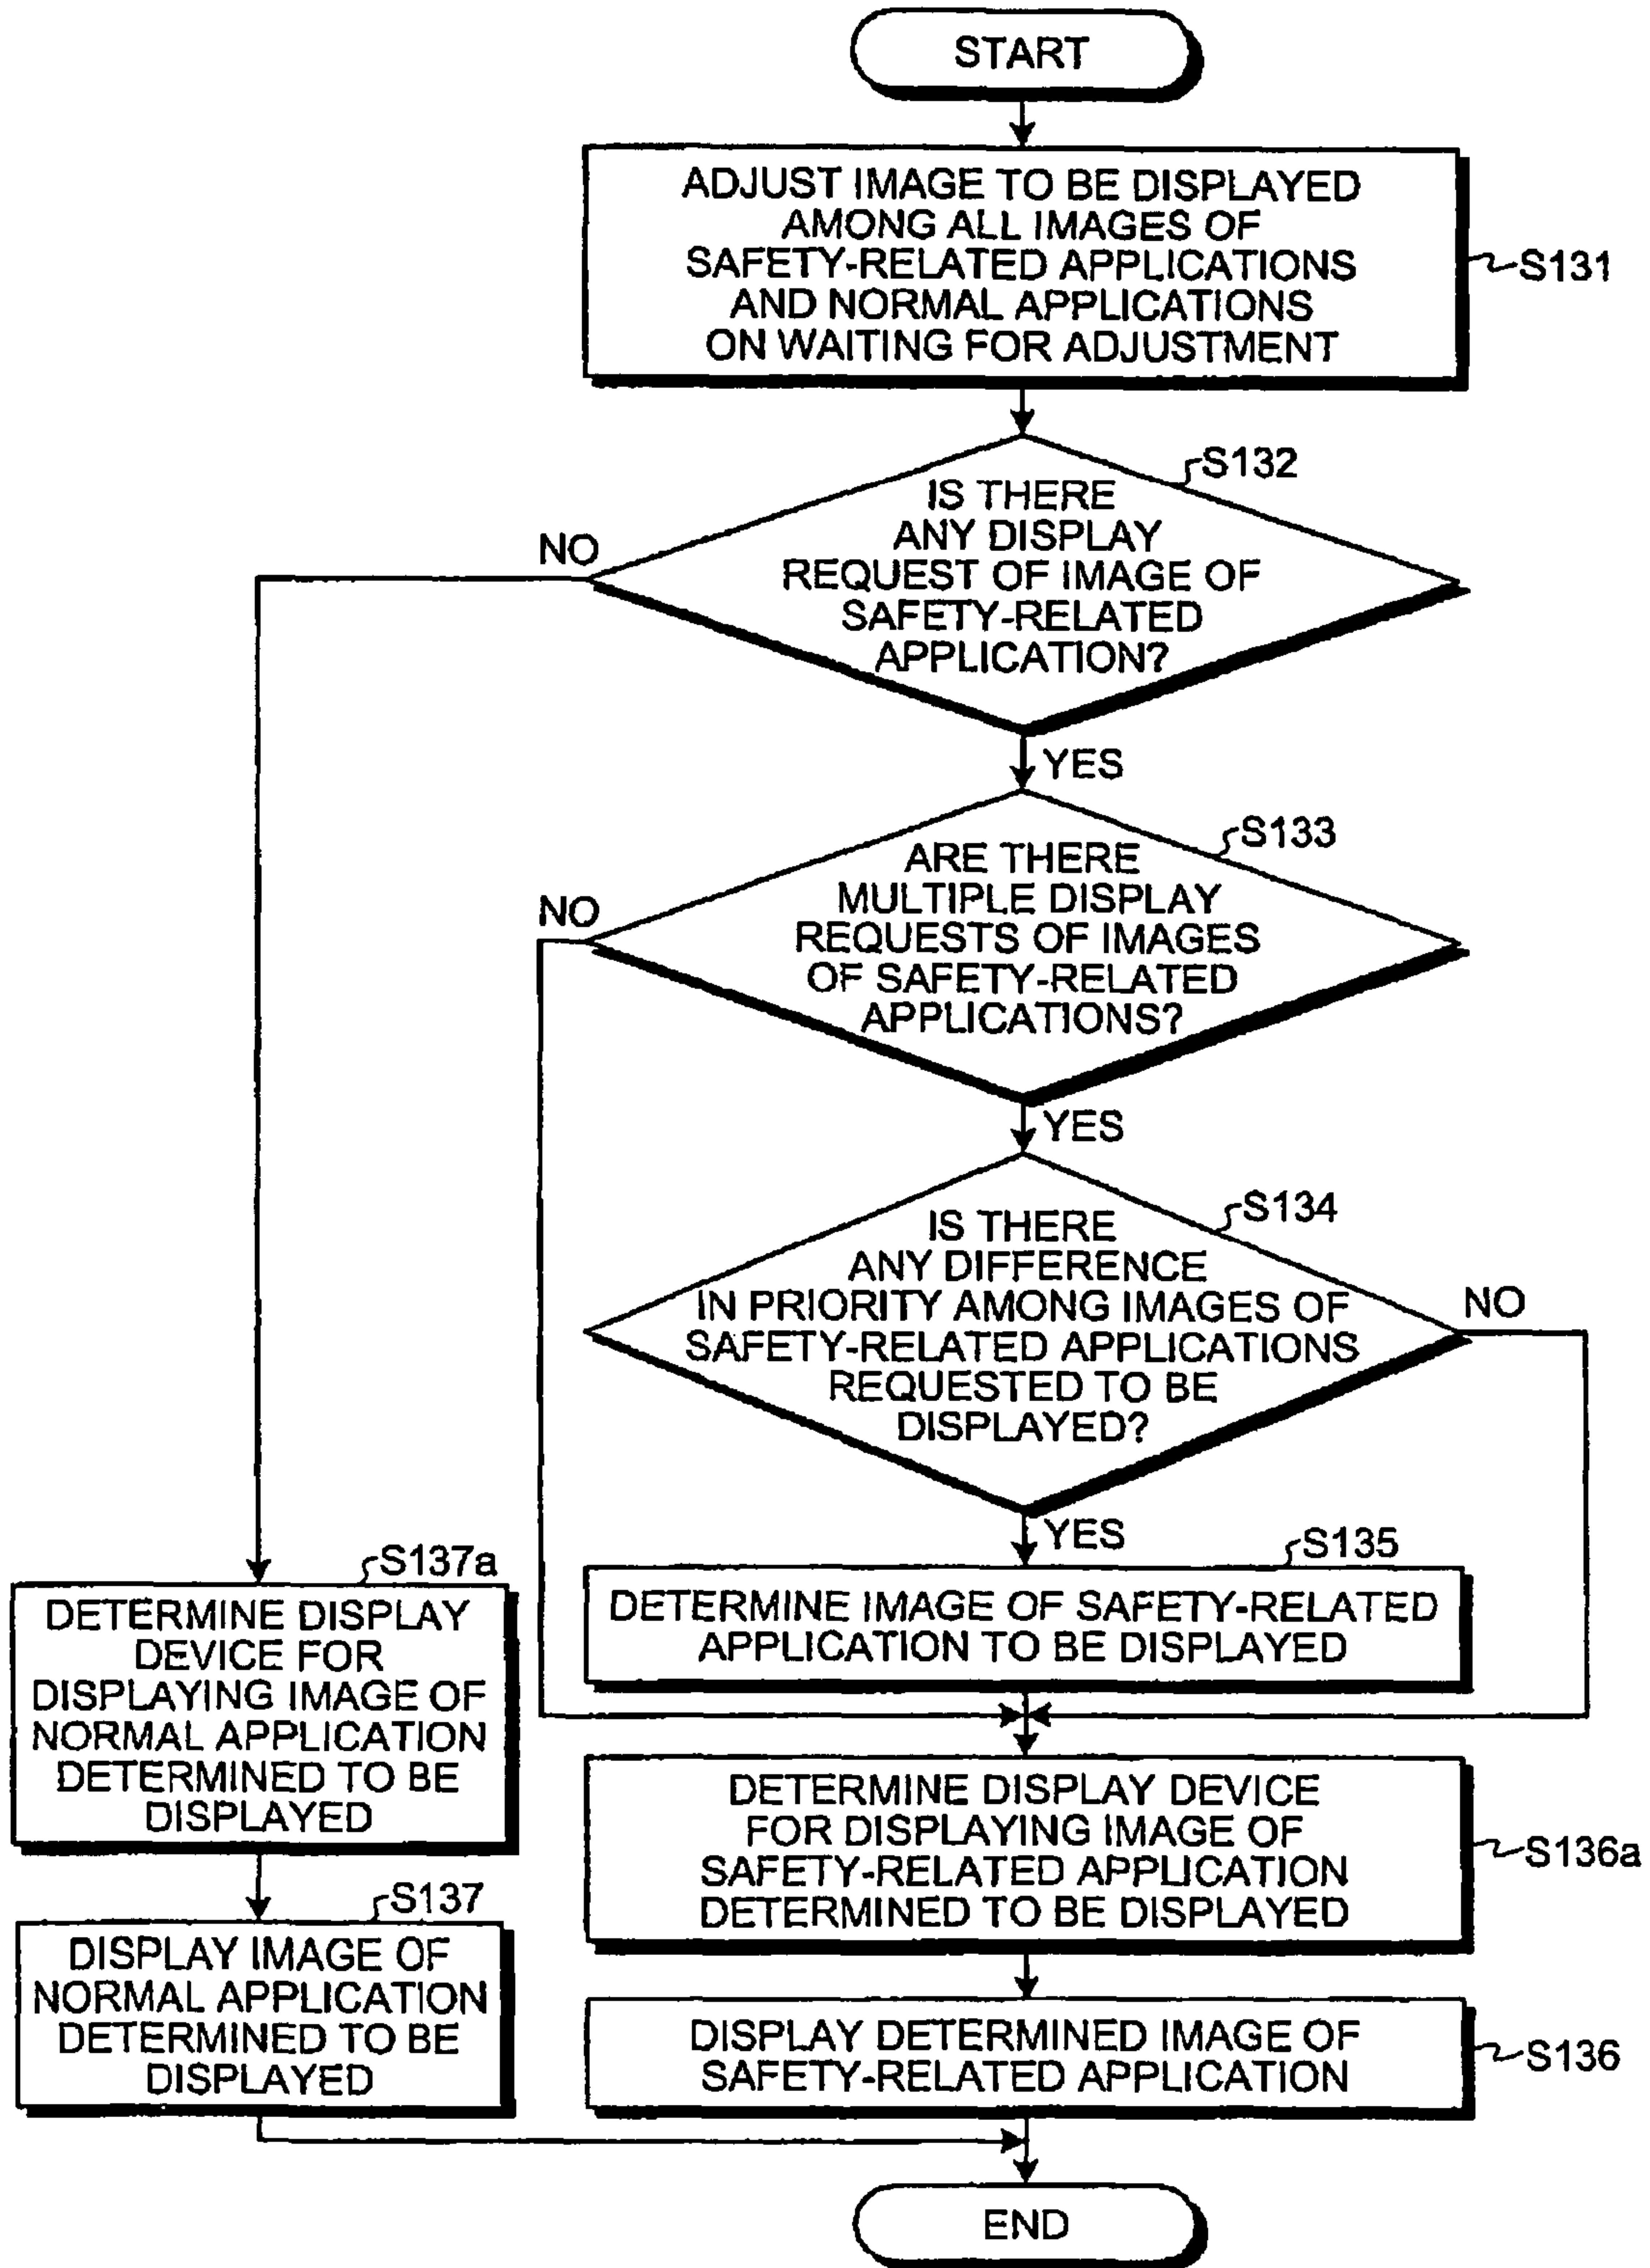 START
ADJUST IMAGE TO BE DISPLAYED
AMONG ALL IMAGES OF
SAFETY-RELATED APPLICATIONS
AND NORMAL APPLICATIONS
ON WAITING FOR ADJUSTMENT
S131
S132
IS THERE
ANY DISPLAY
REQUEST OF IMAGE OF
SAFETY-RELATED
APPLICATION?
NO
YES
S133
ARE THERE
MULTIPLE DISPLAY
REQUESTS OF IMAGES
OF SAFETY-RELATED
APPLICATIONS?
NO
YES
S134
IS THERE
ANY DIFFERENCE
IN PRIORITY AMONG IMAGES OF
SAFETY-RELATED APPLICATIONS
REQUESTED TO BE
DISPLAYED?
NO
YES
S135
DETERMINE IMAGE OF SAFETY-RELATED
APPLICATION TO BE DISPLAYED
S137a
DETERMINE DISPLAY
DEVICE FOR
DISPLAYING IMAGE OF
NORMAL APPLICATION
DETERMINED TO BE
DISPLAYED
DETERMINE DISPLAY DEVICE
FOR DISPLAYING IMAGE OF
SAFETY-RELATED APPLICATION
DETERMINED TO BE DISPLAYED
S136a
S137
DISPLAY IMAGE OF
NORMAL APPLICATION
DETERMINED TO BE
DISPLAYED
DISPLAY DETERMINED IMAGE OF
SAFETY-RELATED APPLICATION
S136
END